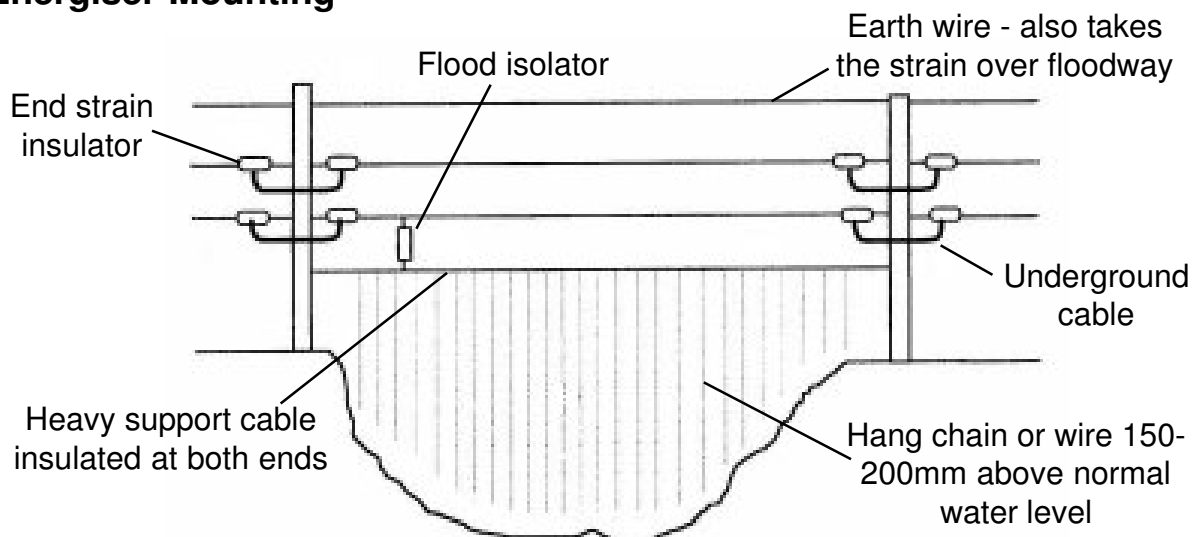 Energiser Mounting
Earth wire - also takes
the strain over floodway
Flood isolator
End strain
insulator
Underground
cable
Heavy support cable
insulated at both ends
Hang chain or wire 150-
200mm above normal
water level